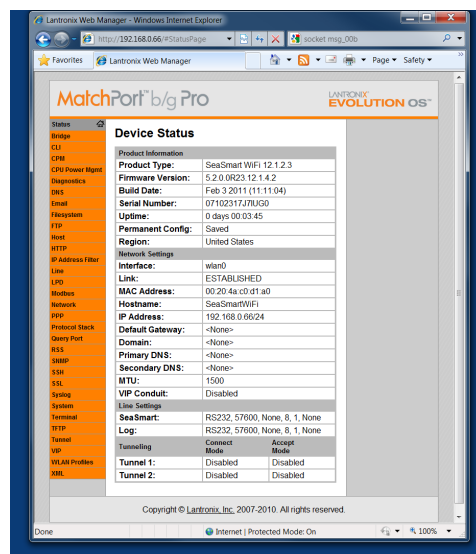 Lantronix Web Manager - Windows Internet Explorer
http://192.168.0.66/#StatusPage
socket msg_00b
Favorites
Lantronix Web Manager
Page
Safety
MatchPort™ b/g Pro
LANTRONIX®
EVOLUTION OS™
Status
Bridge
CLI
CPM
CPU Power Mgmt
Diagnostics
DNS
Email
Filesystem
FTP
Host
HTTP
IP Address Filter
Line
LPD
Modbus
Network
PPP
Protocol Stack
Query Port
RSS
SNMP
SSH
SSL
Syslog
System
Terminal
TFTP
Tunnel
VIP
WLAN Profiles
XML
Device Status
Product Information
Product Type: SeaSmart WiFi 12.1.2.3
Firmware Version: 5.2.0.0R23.12.1.4.2
Build Date: Feb 3 2011 (11:11:04)
Serial Number: 07102317J7IUG0
Uptime: 0 days 00:03:45
Permanent Config: Saved
Region: United States
Network Settings
Interface: wlan0
Link: ESTABLISHED
MAC Address: 00:20:4a:c0:d1:a0
Hostname: SeaSmartWiFi
IP Address: 192.168.0.66/24
Default Gateway: <None>
Domain: <None>
Primary DNS: <None>
Secondary DNS: <None>
MTU: 1500
VIP Conduit: Disabled
Line Settings
SeaSmart: RS232, 57600, None, 8, 1, None
Log: RS232, 57600, None, 8, 1, None
Tunneling Connect Mode Accept Mode
Tunnel 1: Disabled Disabled
Tunnel 2: Disabled Disabled
Copyright © Lantronix, Inc. 2007-2010. All rights reserved.
Done
Internet | Protected Mode: On
100%